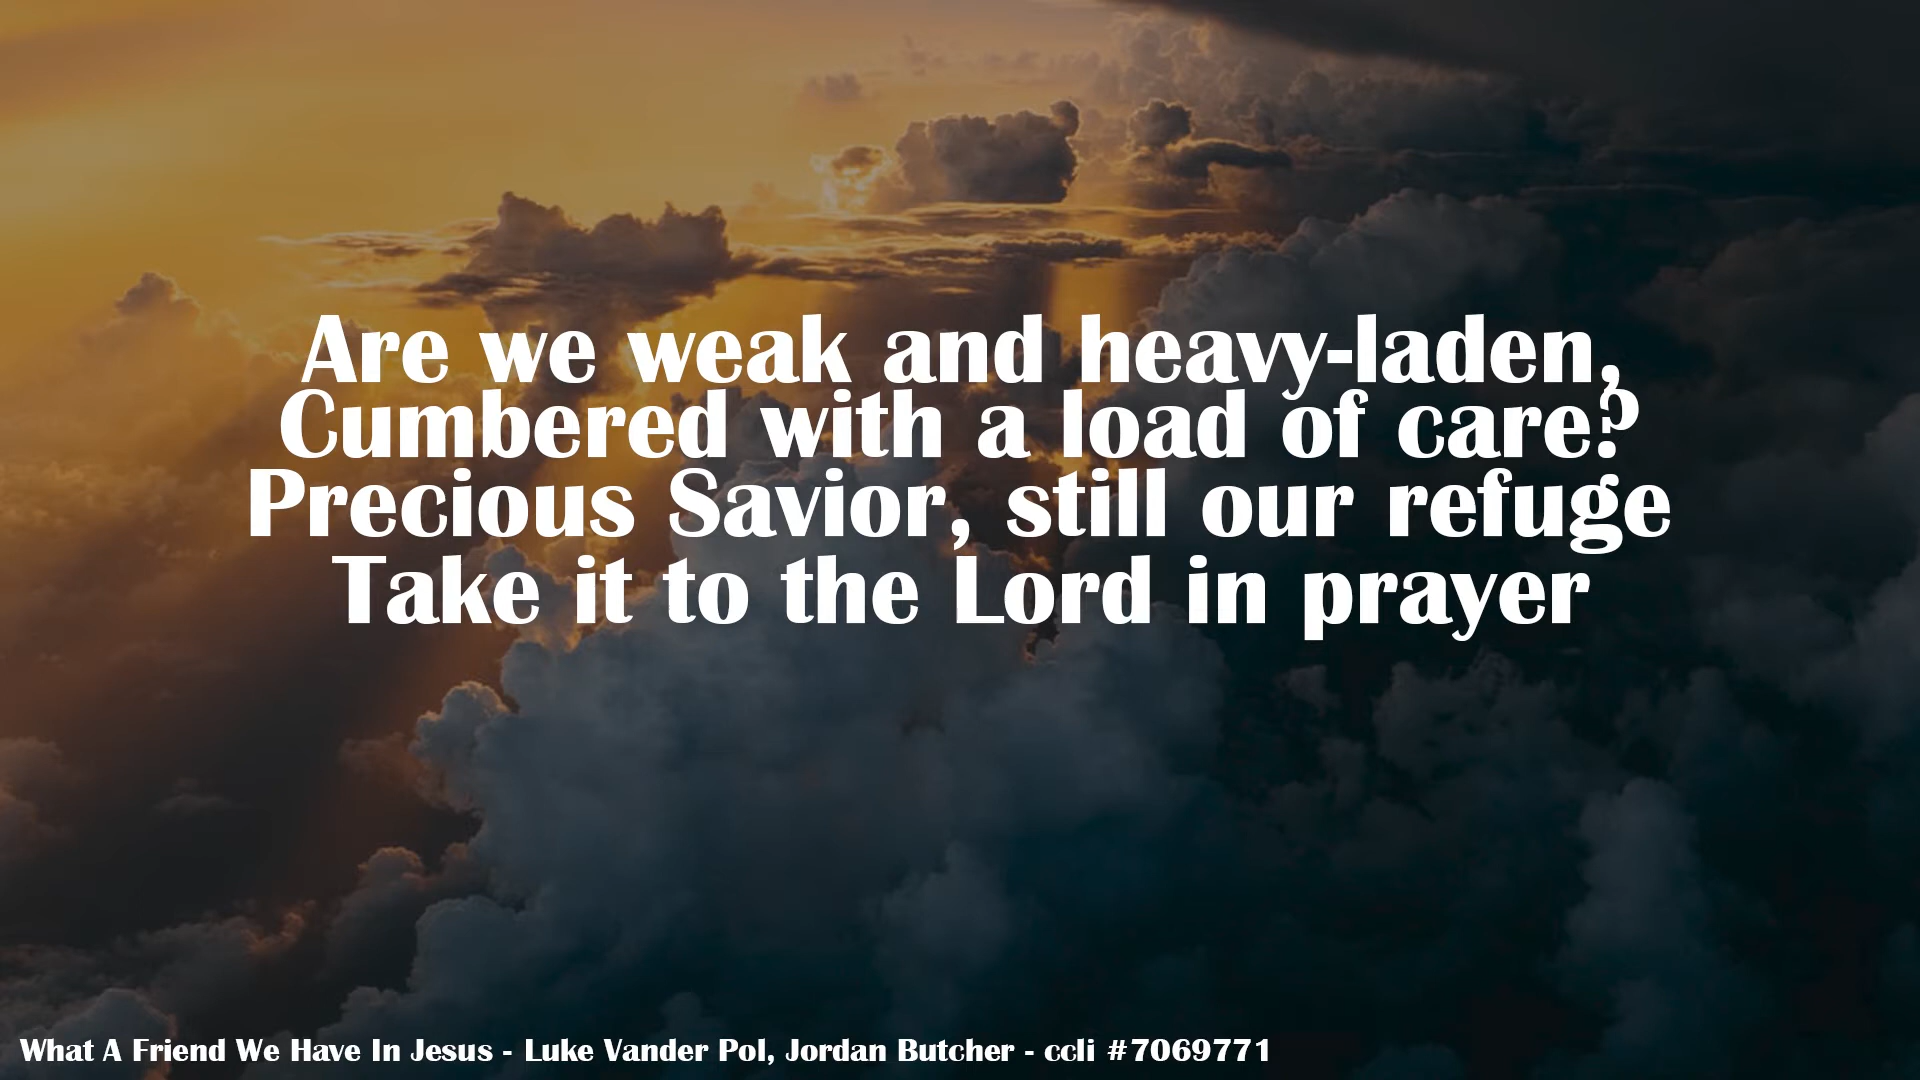 Are we weak and heavy-laden,
Cumbered with a load of care?
Precious Savior, still our refuge
Take it to the Lord in prayer
What A Friend We Have In Jesus - Luke Vander Pol, Jordan Butcher - ccli #7069771